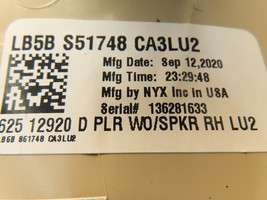 LB5B S51748 CA3LU2
Mfg Date: Sep 12,2020
Mfg Time: 23:29:48
Mfg by NYX Inc in USA
Serial# 136281633
625 12920 D PLR WO/SPKR RH LU2
LB5B S51748 CA3LU2